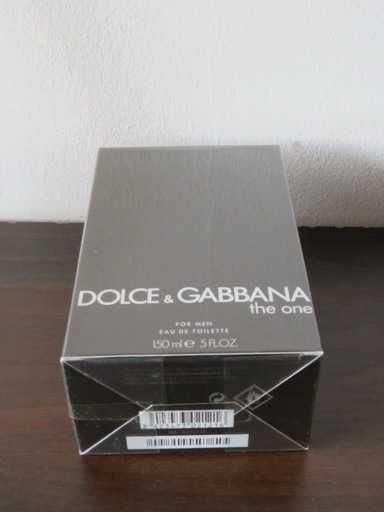 DOLCE & GABBANA
the one
FOR MEN
EAU DE TOILETTE
150 ml ℮ 5 FL.OZ.